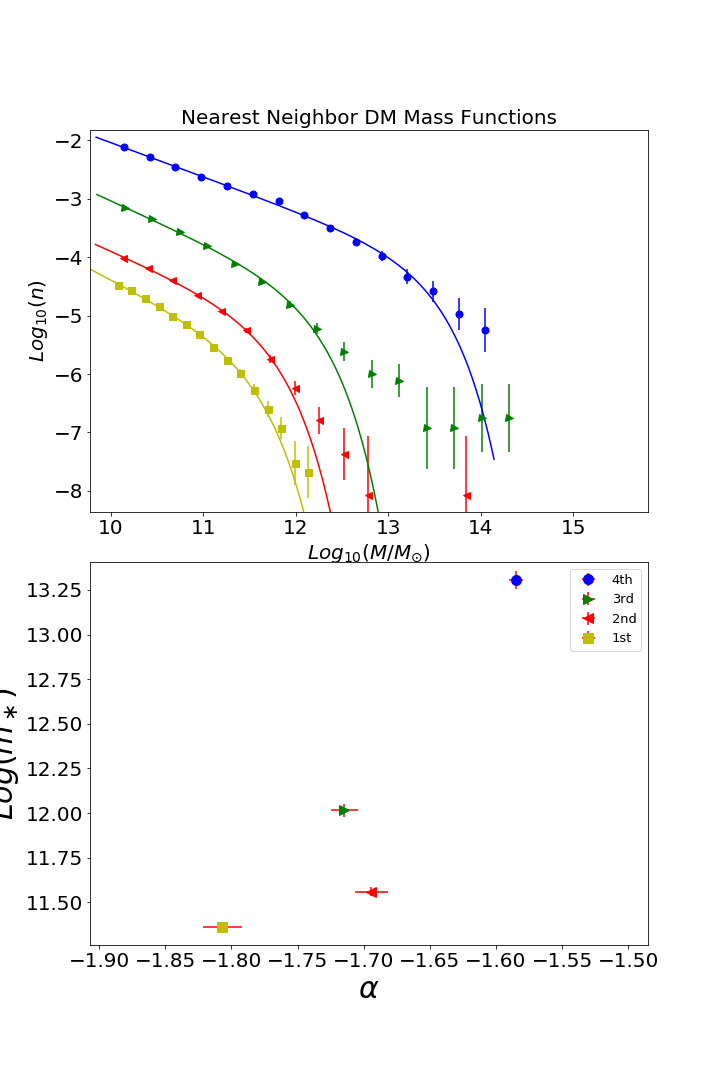 Nearest Neighbor DM Mass Functions
−2
−3
−4
−5
−6
−7
−8
Log₁₀(n)
10 11 12 13 14 15
Log₁₀(M/M⊙)
13.25
13.00
12.75
12.50
12.25
12.00
11.75
11.50
Log(m∗)
4th
3rd
2nd
1st
−1.90 −1.85 −1.80 −1.75 −1.70 −1.65 −1.60 −1.55 −1.50
α